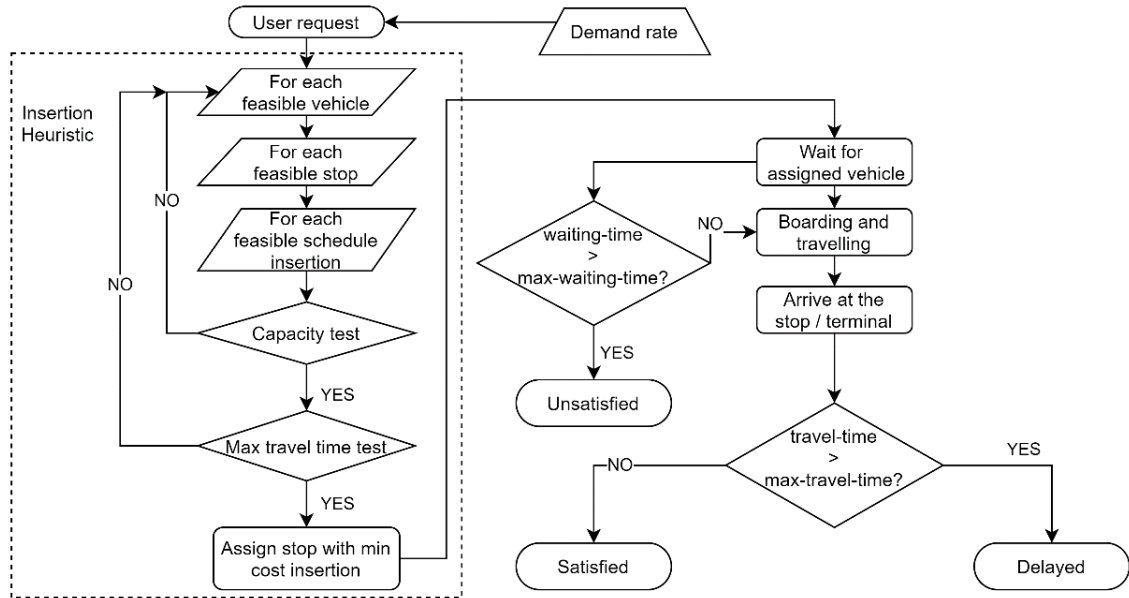 User request
Demand rate
Insertion
Heuristic
For each
feasible vehicle
For each
feasible stop
For each
feasible schedule
insertion
NO
NO
Capacity test
YES
Max travel time test
YES
Assign stop with min
cost insertion
Wait for
assigned vehicle
waiting-time
>
max-waiting-time?
NO
Boarding and
travelling
Arrive at the
stop / terminal
YES
Unsatisfied
travel-time
>
max-travel-time?
NO
YES
Satisfied
Delayed